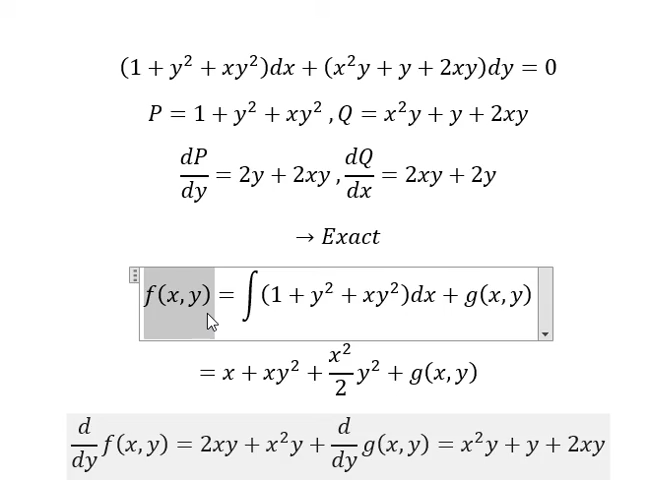 (1 + y² + xy²)dx + (x²y + y + 2xy)dy = 0
P = 1 + y² + xy² , Q = x²y + y + 2xy
dP/dy = 2y + 2xy , dQ/dx = 2xy + 2y
→ Exact
f(x, y) = ∫(1 + y² + xy²)dx + g(x, y)
= x + xy² + x²/2 y² + g(x, y)
d/dy f(x, y) = 2xy + x²y + d/dy g(x, y) = x²y + y + 2xy